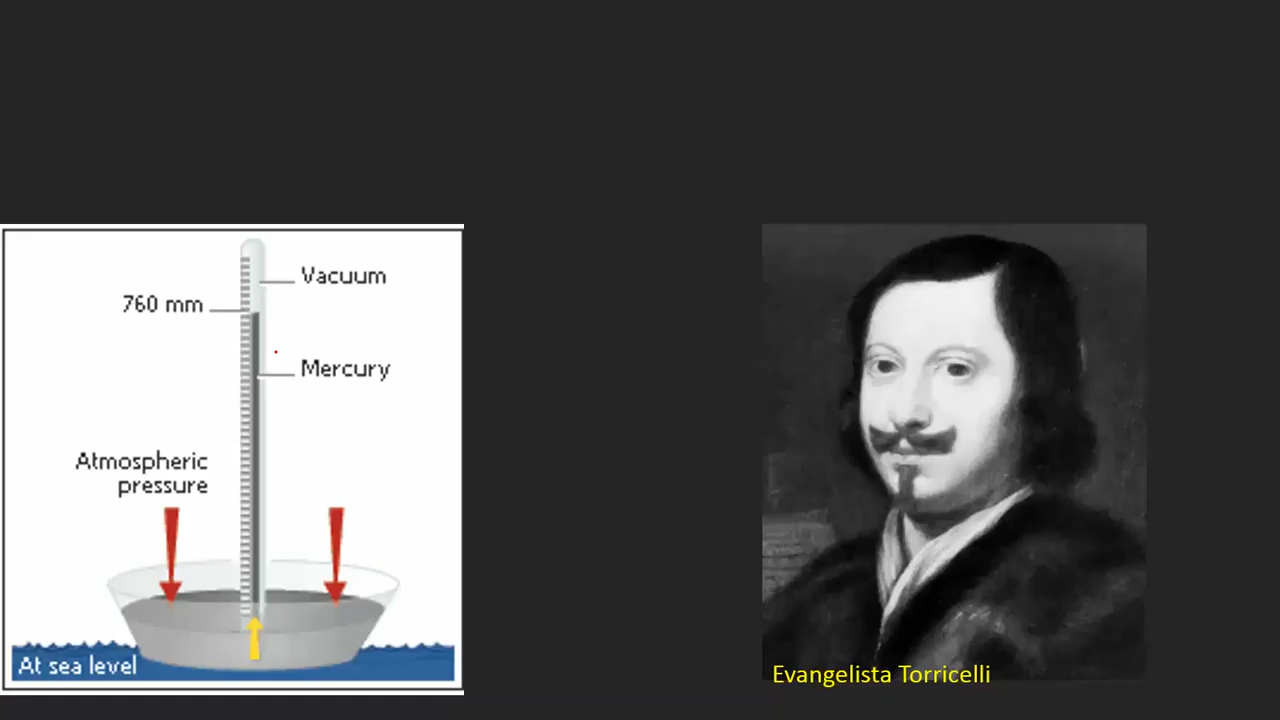 Vacuum
760 mm
Mercury
Atmospheric
pressure
At sea level
Evangelista Torricelli